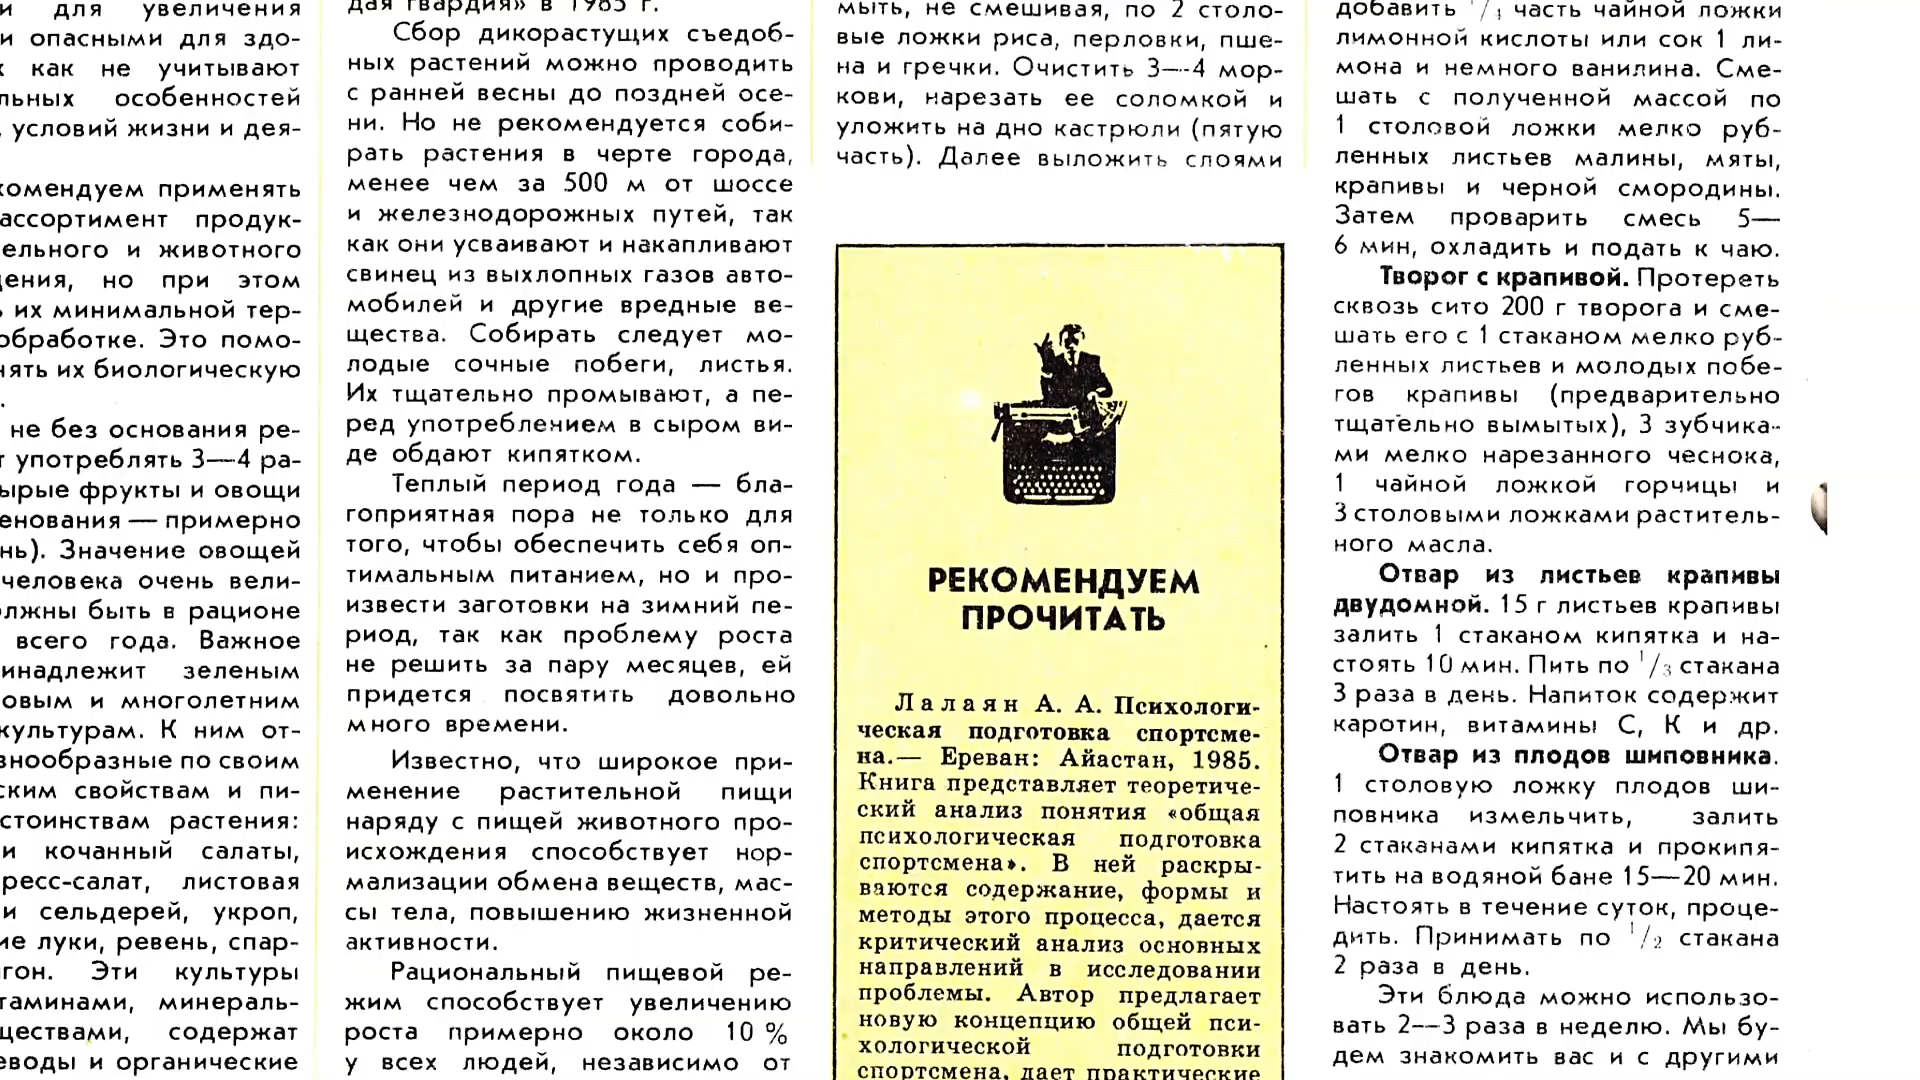 и для увеличения
и опасными для здо-
как не учитывают
особенностей
условий жизни и дея-
применять
продук-
и животного
но при этом
их минимальной тер-
обработке. Это помо-
их биологическую
не без основания ре-
употреблять 3—4 ра-
фрукты и овощи
— примерно
Значение овощей
человека очень вели-
быть в рационе
всего года. Важное
зеленым
и многолетним
культурам. К ним от-
по своим
свойствам и пи-
растения:
и кочанный салаты,
листовая
и сельдерей, укроп,
луки, ревень, спар-
Эти культуры
минераль-
содержат
и органические
дая гвардия» в 1985 г.
Сбор дикорастущих съедоб-
ных растений можно проводить
с ранней весны до поздней осе-
ни. Но не рекомендуется соби-
рать растения в черте города,
менее чем за 500 м от шоссе
и железнодорожных путей, так
как они усваивают и накапливают
свинец из выхлопных газов авто-
мобилей и другие вредные ве-
щества. Собирать следует мо-
лодые сочные побеги, листья.
Их тщательно промывают, а пе-
ред употреблением в сыром ви-
де обдают кипятком.
Теплый период года — бла-
гоприятная пора не только для
того, чтобы обеспечить себя оп-
тимальным питанием, но и про-
извести заготовки на зимний пе-
риод, так как проблему роста
не решить за пару месяцев, ей
придется посвятить довольно
много времени.
Известно, что широкое при-
менение растительной пищи
наряду с пищей животного про-
исхождения способствует нор-
мализации обмена веществ, мас-
сы тела, повышению жизненной
активности.
Рациональный пищевой ре-
жим способствует увеличению
роста примерно около 10 %
у всех людей, независимо от
мыть, не смешивая, по 2 столо-
вые ложки риса, перловки, пше-
на и гречки. Очистить 3—4 мор-
кови, нарезать ее соломкой и
уложить на дно кастрюли (пятую
часть). Далее выложить слоями
РЕКОМЕНДУЕМ
ПРОЧИТАТЬ
Лалаян А. А. Психологи-
ческая подготовка спортсме-
на.— Ереван: Айастан, 1985.
Книга представляет теоретиче-
ский анализ понятия «общая
психологическая подготовка
спортсмена». В ней раскры-
ваются содержание, формы и
методы этого процесса, дается
критический анализ основных
направлений в исследовании
проблемы. Автор предлагает
новую концепцию общей пси-
хологической подготовки
спортсмена, дает практические
добавить часть чайной ложки
лимонной кислоты или сок 1 ли-
мона и немного ванилина. Сме-
шать с полученной массой по
1 столовой ложки мелко руб-
ленных листьев малины, мяты,
крапивы и черной смородины.
Затем проварить смесь 5—
6 мин, охладить и подать к чаю.
Творог с крапивой. Протереть
сквозь сито 200 г творога и сме-
шать его с 1 стаканом мелко руб-
ленных листьев и молодых побе-
гов крапивы (предварительно
тщательно вымытых), 3 зубчика-
ми мелко нарезанного чеснока,
1 чайной ложкой горчицы и
3 столовыми ложками раститель-
ного масла.
Отвар из листьев крапивы
двудомной. 15 г листьев крапивы
залить 1 стаканом кипятка и на-
стоять 10 мин. Пить по 1/3 стакана
3 раза в день. Напиток содержит
каротин, витамины С, К и др.
Отвар из плодов шиповника.
1 столовую ложку плодов ши-
повника измельчить, залить
2 стаканами кипятка и прокипя-
тить на водяной бане 15—20 мин.
Настоять в течение суток, проце-
дить. Принимать по 1/2 стакана
2 раза в день.
Эти блюда можно использо-
вать 2—3 раза в неделю. Мы бу-
дем знакомить вас и с другими